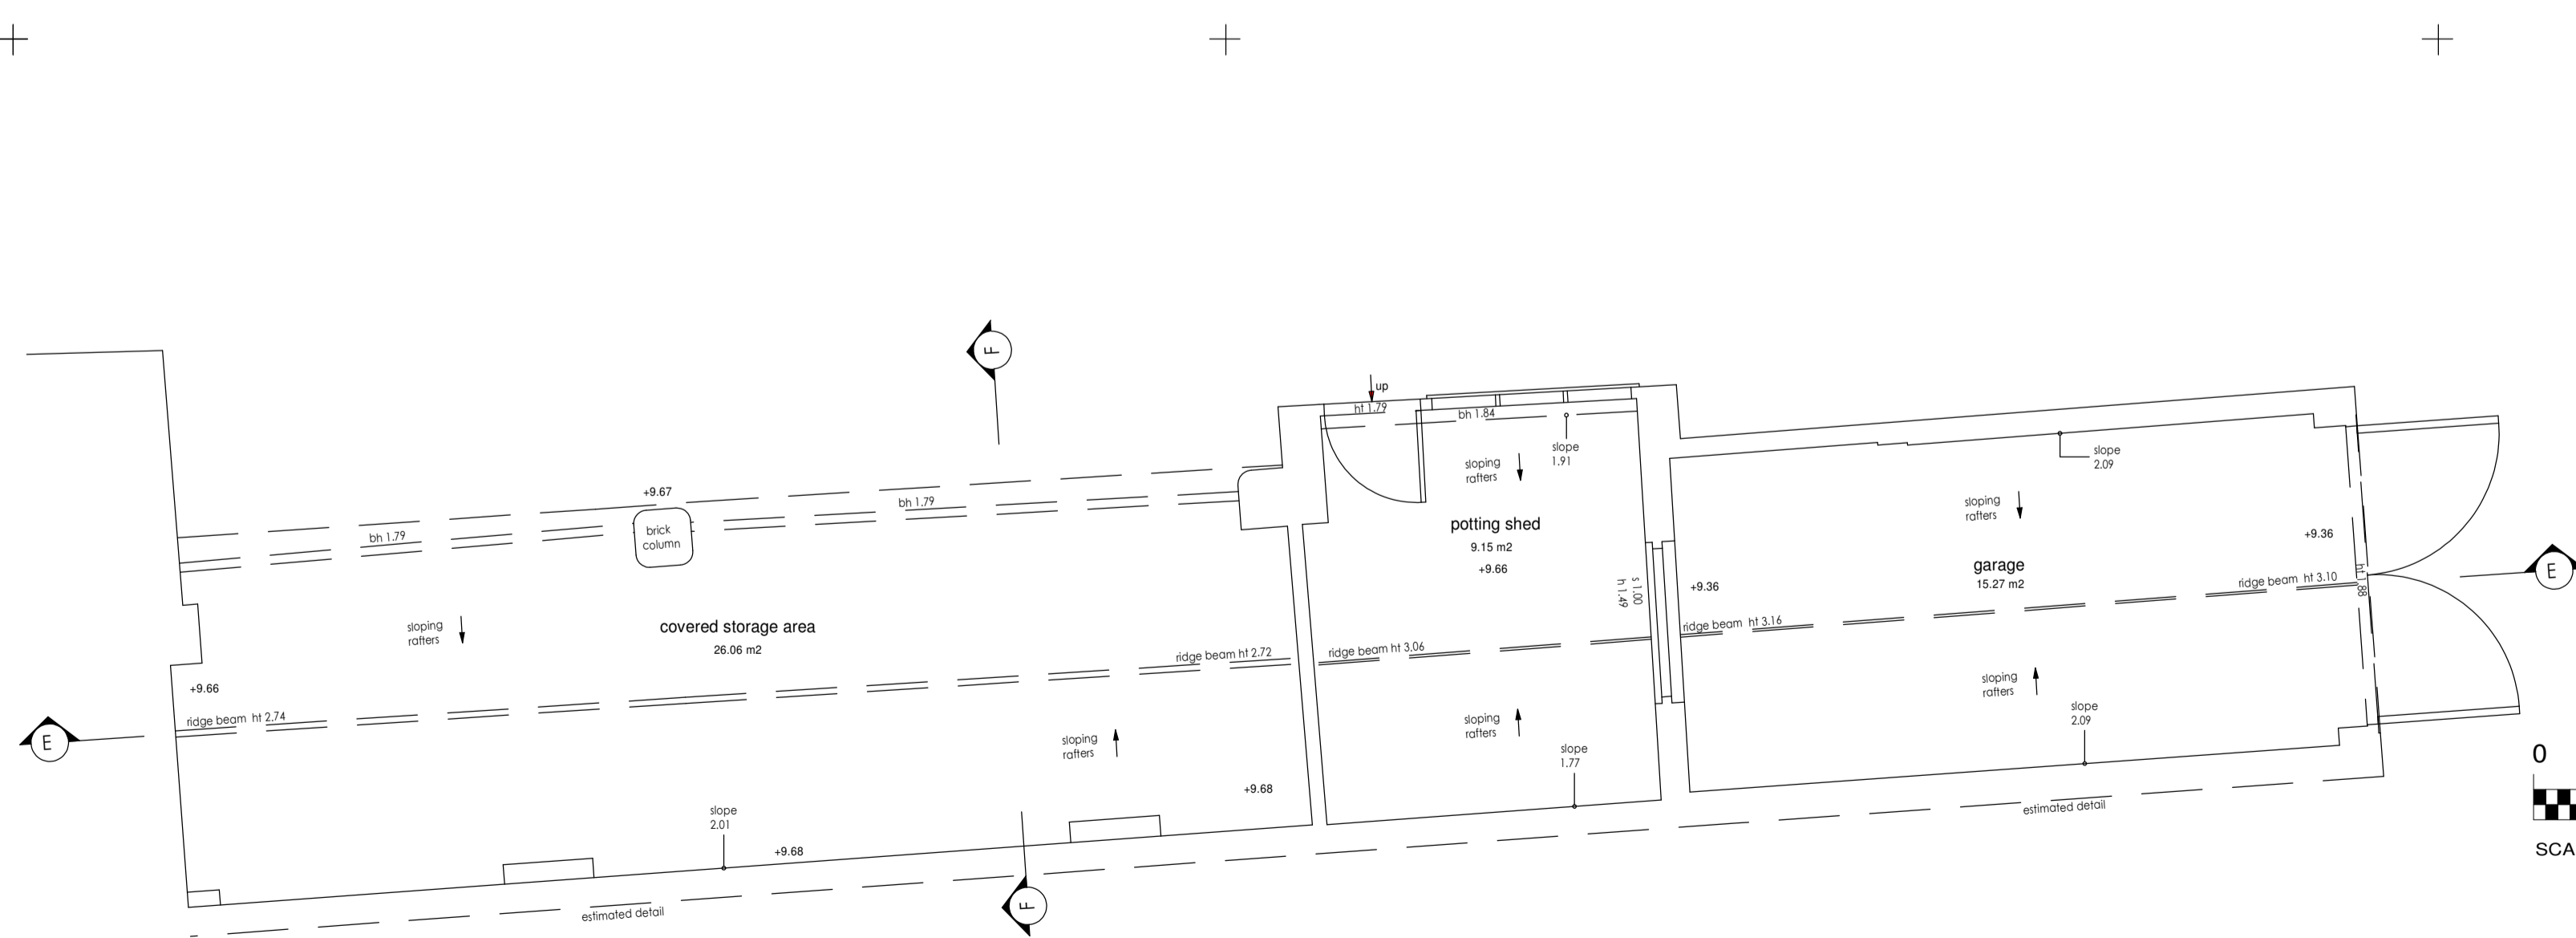 F
up
ht 1.79
bh 1.84
slope
1.91
sloping
rafters
slope
2.09
+9.67
bh 1.79
bh 1.79
brick
column
sloping
rafters
potting shed
9.15 m2
+9.66
+9.36
garage
15.27 m2
E
s 1.00
h 1.49
+9.36
ridge beam ht 3.10
ht 1.88
sloping
rafters
covered storage area
26.06 m2
ridge beam ht 2.72
ridge beam ht 3.06
ridge beam ht 3.16
+9.66
ridge beam ht 2.74
E
sloping
rafters
sloping
rafters
sloping
rafters
slope
2.09
slope
1.77
0
+9.68
slope
2.01
+9.68
estimated detail
SCA
estimated detail
F